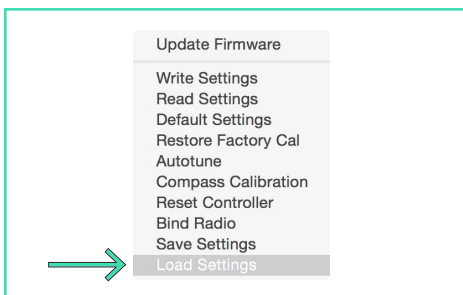 Update Firmware
Write Settings
Read Settings
Default Settings
Restore Factory Cal
Autotune
Compass Calibration
Reset Controller
Bind Radio
Save Settings
Load Settings